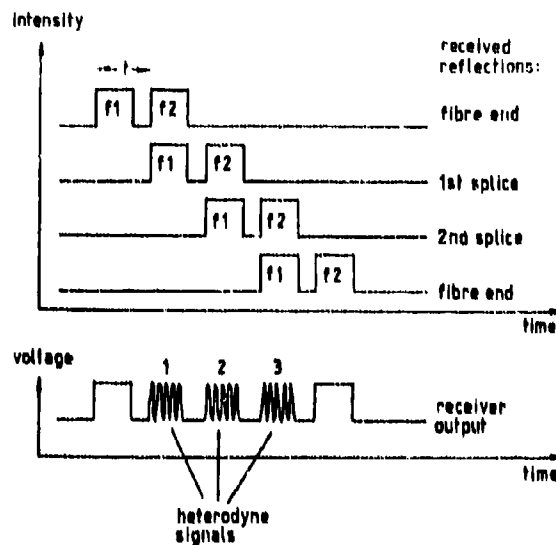 intensity
received
reflections:
t
f1 f2
fibre end
f1 f2
1st splice
f1 f2
2nd splice
f1 f2
fibre end
time
voltage
1 2 3
receiver
output
time
heterodyne
signals